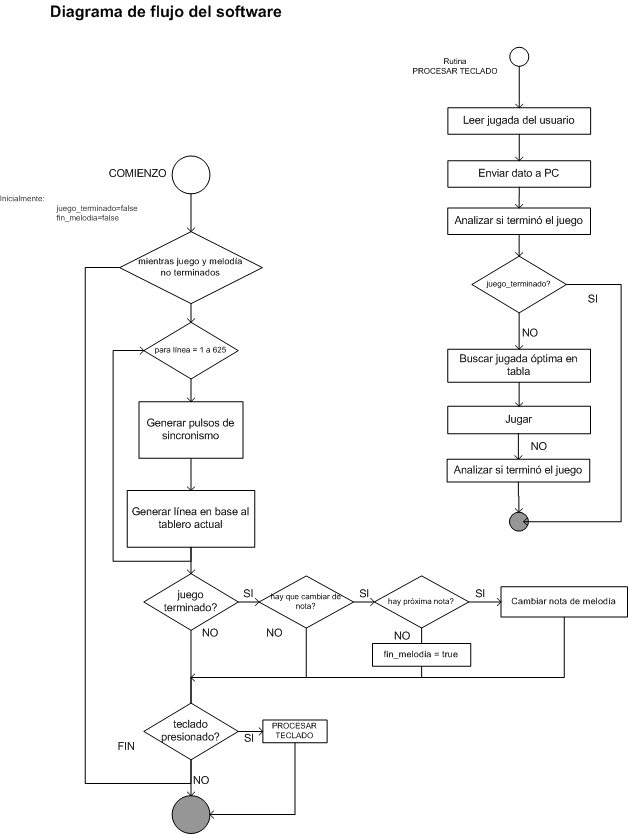 Diagrama de flujo del software
Rutina
PROCESAR TECLADO
Leer jugada del usuario
Enviar dato a PC
Analizar si terminó el juego
juego_terminado?
SI
NO
Buscar jugada óptima en
tabla
Jugar
NO
Analizar si terminó el juego
COMIENZO
Inicialmente:
juego_terminado=false
fin_melodia=false
mientras juego y melodía
no terminados
para línea = 1 a 625
Generar pulsos de
sincronismo
Generar línea en base al
tablero actual
juego
terminado?
SI
NO
hay que cambiar de
nota?
SI
NO
hay próxima nota?
SI
NO
Cambiar nota de melodía
fin_melodia = true
teclado
presionado?
SI
PROCESAR
TECLADO
FIN
NO